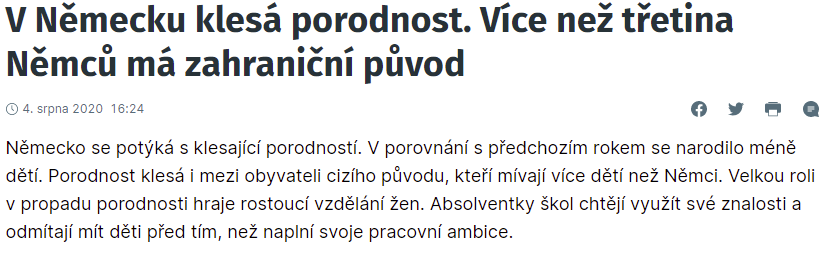 V Německu klesá porodnost. Více než třetina
Němců má zahraniční původ
4. srpna 2020 16:24
Německo se potýká s klesající porodností. V porovnání s předchozím rokem se narodilo méně
dětí. Porodnost klesá i mezi obyvateli cizího původu, kteří mívají více dětí než Němci. Velkou roli
v propadu porodnosti hraje rostoucí vzdělání žen. Absolventky škol chtějí využít své znalosti a
odmítají mít děti před tím, než naplní svoje pracovní ambice.